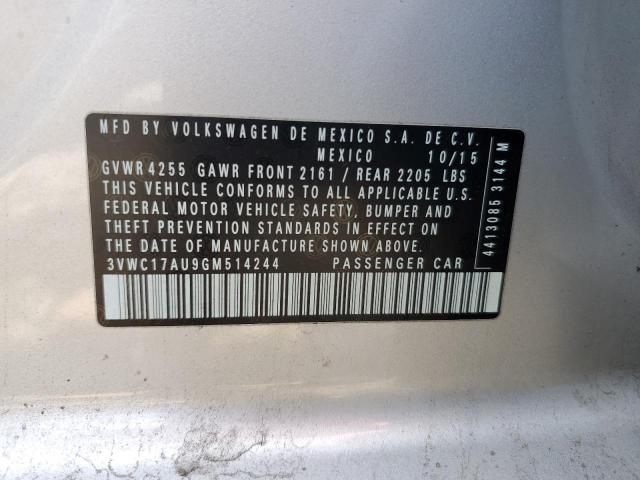 MFD BY VOLKSWAGEN DE MEXICO S.A. DE C.V.
MEXICO 10/15
GVWR 4255 GAWR FRONT 2161 / REAR 2205 LBS
THIS VEHICLE CONFORMS TO ALL APPLICABLE U.S.
FEDERAL MOTOR VEHICLE SAFETY, BUMPER AND
THEFT PREVENTION STANDARDS IN EFFECT ON
THE DATE OF MANUFACTURE SHOWN ABOVE.
3VWC17AU9GM514244 PASSENGER CAR
4413085 3144 M